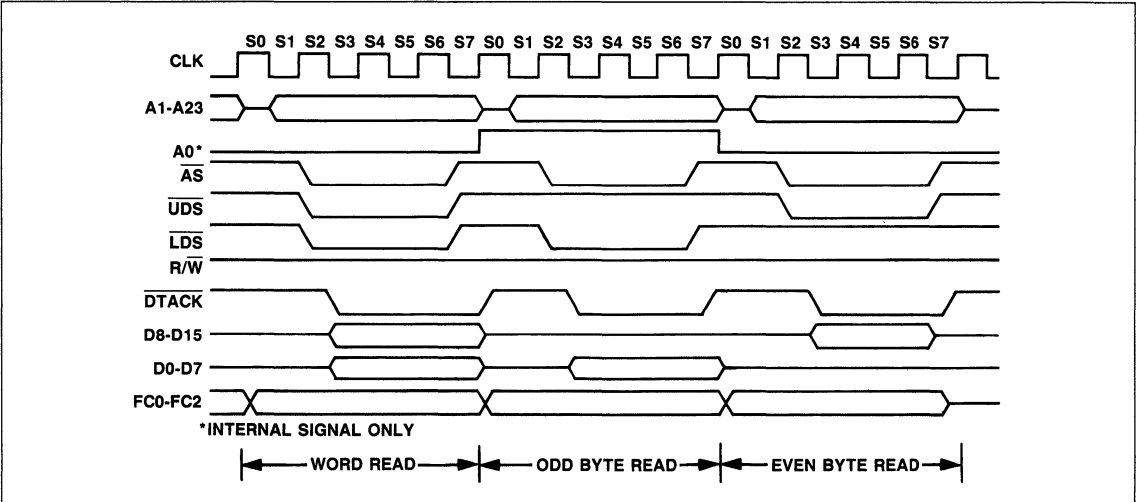 S0 S1 S2 S3 S4 S5 S6 S7 S0 S1 S2 S3 S4 S5 S6 S7 S0 S1 S2 S3 S4 S5 S6 S7
CLK
A1-A23
A0*
AS
UDS
LDS
R/W
DTACK
D8-D15
D0-D7
FC0-FC2
*INTERNAL SIGNAL ONLY
WORD READ
ODD BYTE READ
EVEN BYTE READ